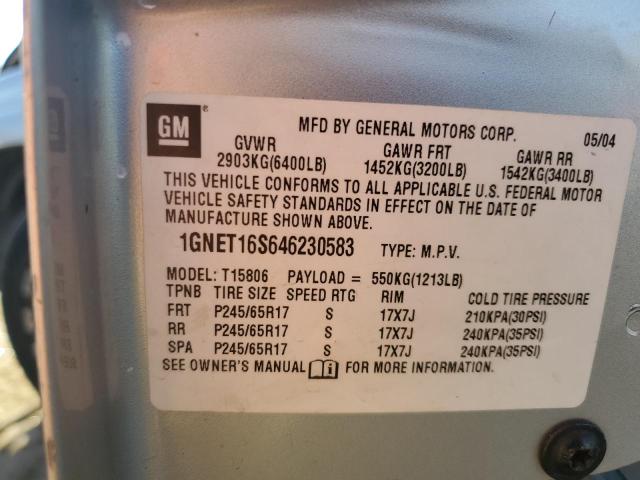 GM ®
MFD BY GENERAL MOTORS CORP. 05/04
GVWR GAWR FRT GAWR RR
2903KG(6400LB) 1452KG(3200LB) 1542KG(3400LB)
THIS VEHICLE CONFORMS TO ALL APPLICABLE U.S. FEDERAL MOTOR
VEHICLE SAFETY STANDARDS IN EFFECT ON THE DATE OF
MANUFACTURE SHOWN ABOVE.
1GNET16S646230583 TYPE: M.P.V.
MODEL: T15806 PAYLOAD = 550KG(1213LB)
TPNB TIRE SIZE SPEED RTG RIM COLD TIRE PRESSURE
FRT P245/65R17 S 17X7J 210KPA(30PSI)
RR P245/65R17 S 17X7J 240KPA(35PSI)
SPA P245/65R17 S 17X7J 240KPA(35PSI)
SEE OWNER'S MANUAL i FOR MORE INFORMATION.